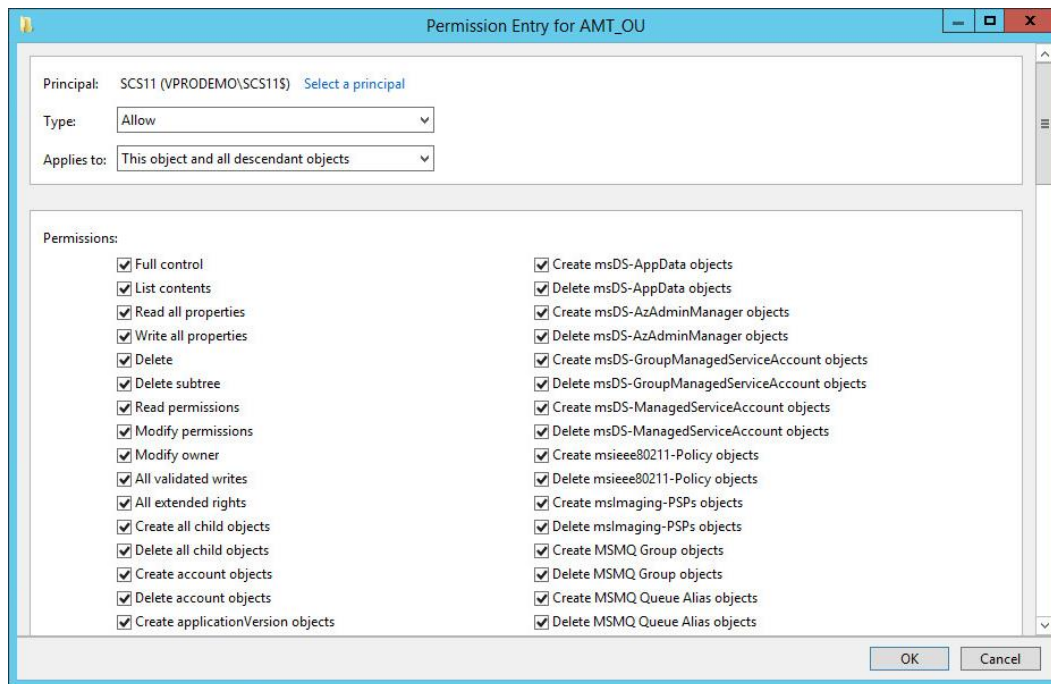 Permission Entry for AMT_OU
Principal: SCS11 (VPRODEMO\SCS11$) Select a principal
Type: Allow
Applies to: This object and all descendant objects
Permissions:
Full control
List contents
Read all properties
Write all properties
Delete
Delete subtree
Read permissions
Modify permissions
Modify owner
All validated writes
All extended rights
Create all child objects
Delete all child objects
Create account objects
Delete account objects
Create applicationVersion objects
Create msDS-AppData objects
Delete msDS-AppData objects
Create msDS-AzAdminManager objects
Delete msDS-AzAdminManager objects
Create msDS-GroupManagedServiceAccount objects
Delete msDS-GroupManagedServiceAccount objects
Create msDS-ManagedServiceAccount objects
Delete msDS-ManagedServiceAccount objects
Create msieee80211-Policy objects
Delete msieee80211-Policy objects
Create msImaging-PSPs objects
Delete msImaging-PSPs objects
Create MSMQ Group objects
Delete MSMQ Group objects
Create MSMQ Queue Alias objects
Delete MSMQ Queue Alias objects
OK Cancel